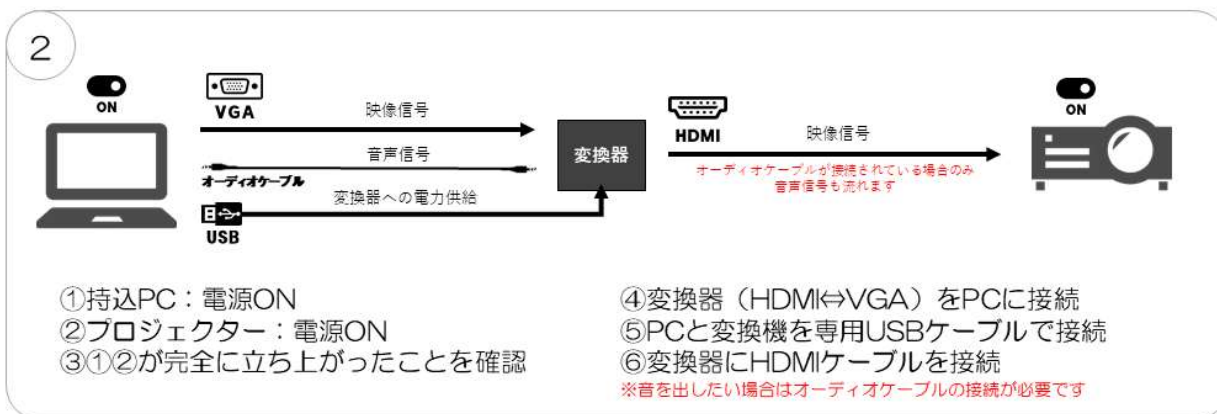 2
ON
VGA
映像信号
音声信号
オーディオケーブル
変換器への電力供給
USB
変換器
HDMI
映像信号
オーディオケーブルが接続されている場合のみ
音声信号も流れます
ON
①持込PC：電源ON
②プロジェクター：電源ON
③①②が完全に立ち上がったことを確認
④変換器（HDMI⇔VGA）をPCに接続
⑤PCと変換機を専用USBケーブルで接続
⑥変換器にHDMIケーブルを接続
※音を出したい場合はオーディオケーブルの接続が必要です